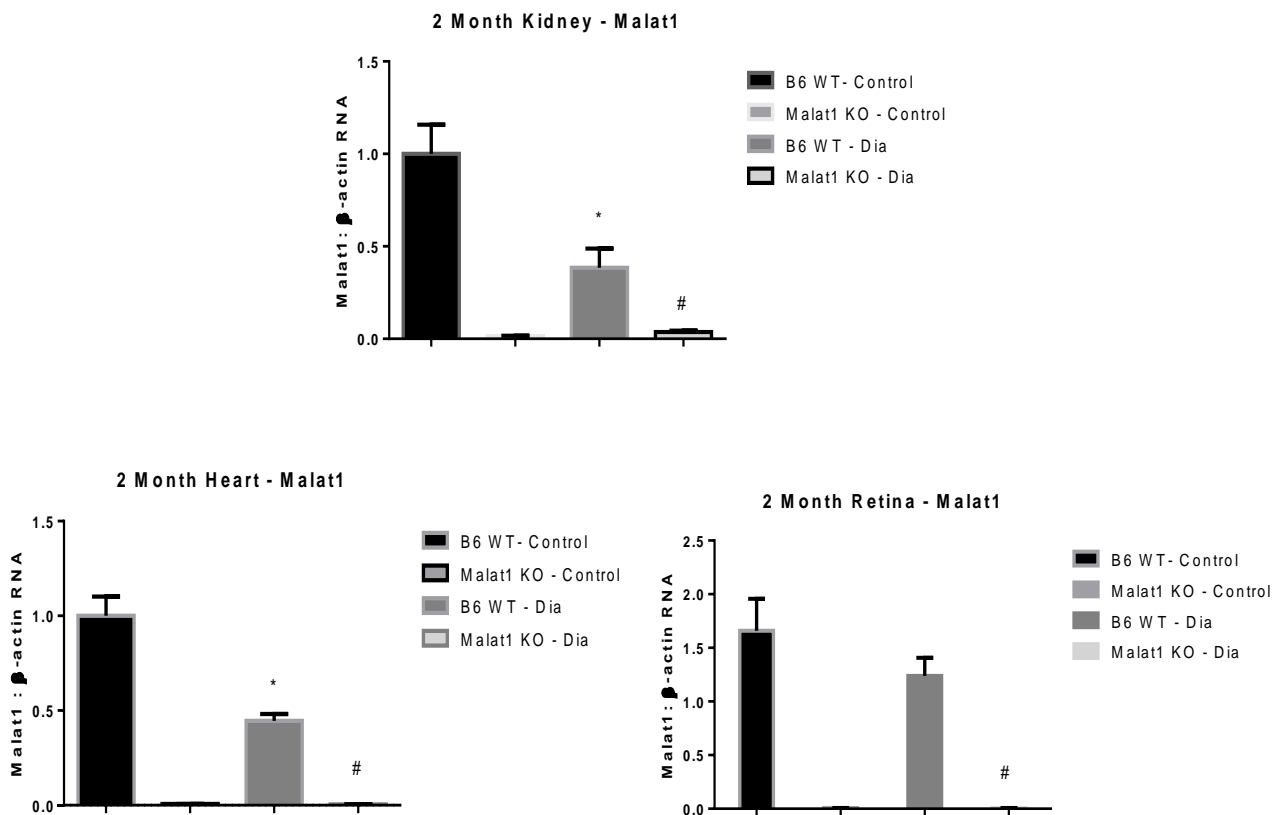 2 Month Kidney - Malat1
Malat1: β-actin RNA
1.5
1.0
0.5
0.0
*
#
B6 WT- Control
Malat1 KO - Control
B6 WT - Dia
Malat1 KO - Dia
2 Month Heart - Malat1
Malat1 : β-actin RNA
1.5
1.0
0.5
0.0
*
#
B6 WT- Control
Malat1 KO - Control
B6 WT - Dia
Malat1 KO - Dia
2 Month Retina - Malat1
Malat1: β-actin RNA
2.5
2.0
1.5
1.0
0.5
0.0
#
B6 WT- Control
Malat1 KO - Control
B6 WT - Dia
Malat1 KO - Dia